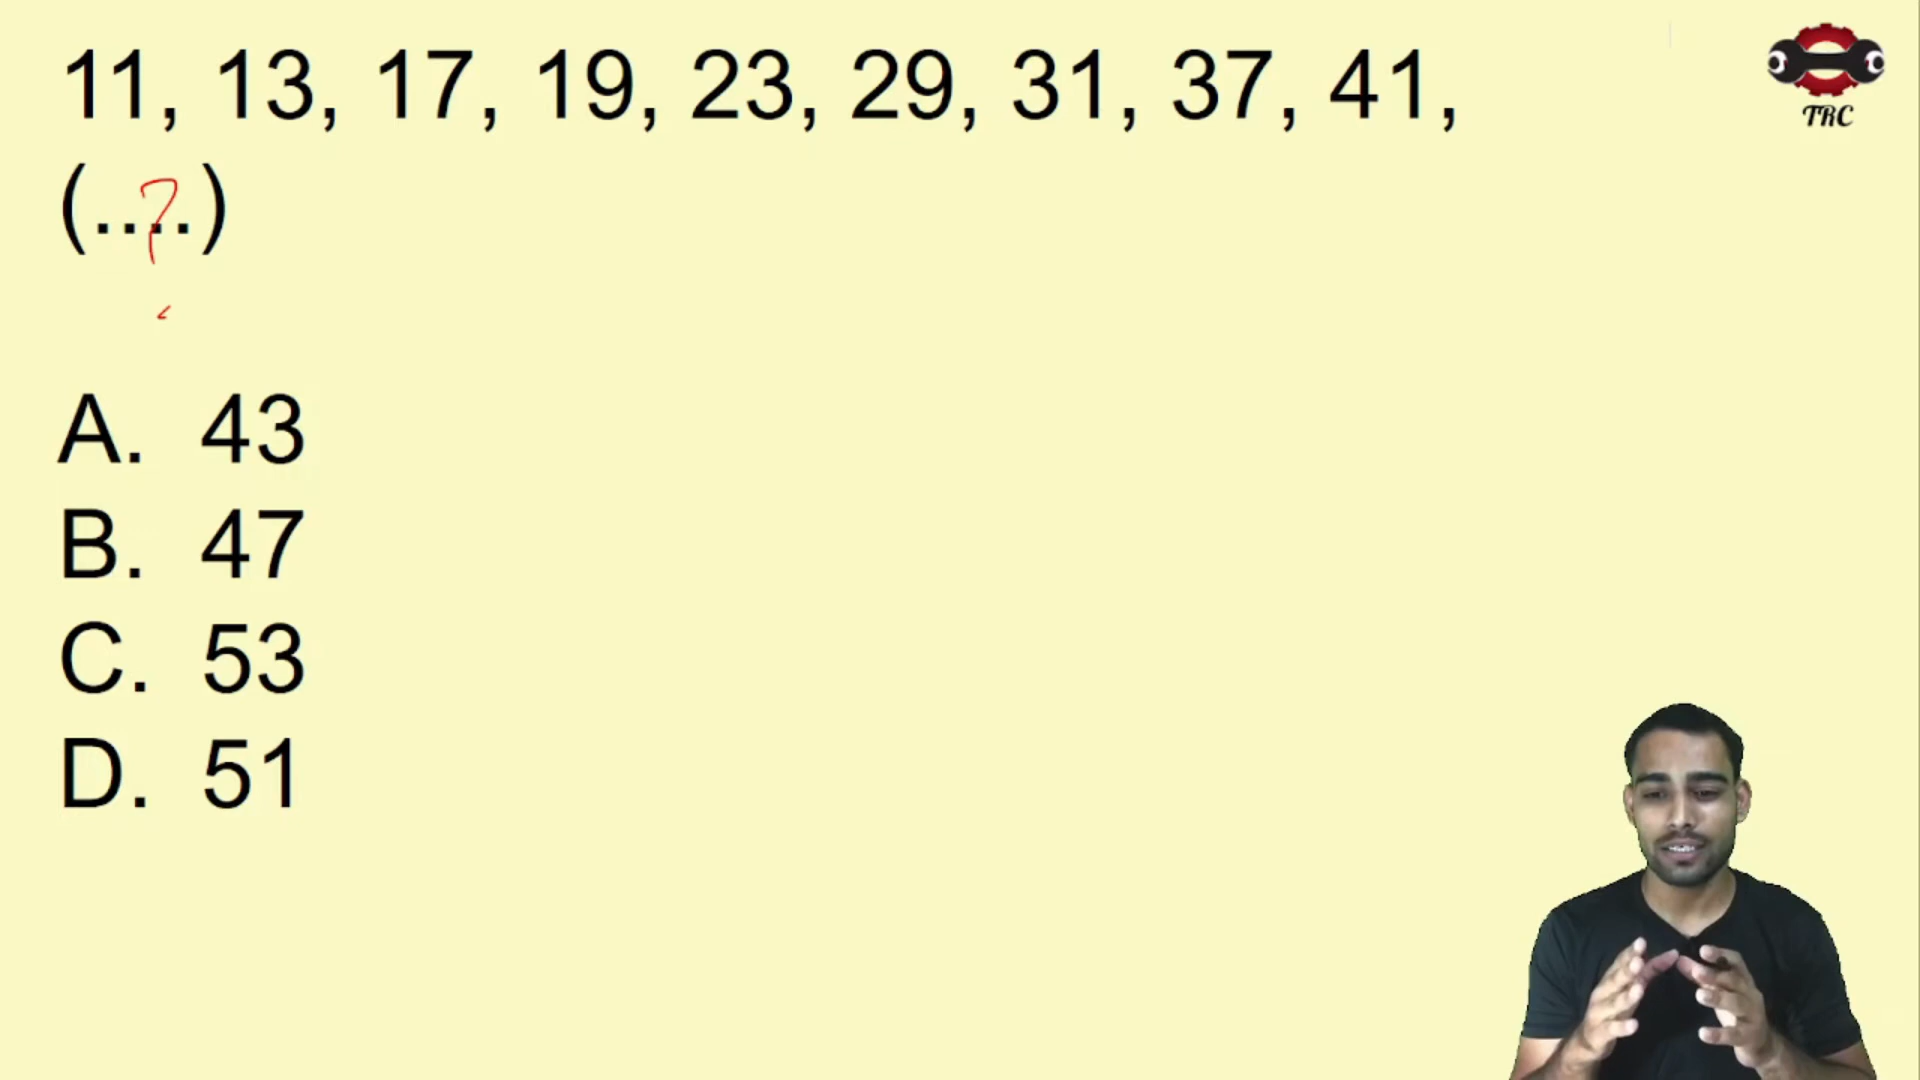 11, 13, 17, 19, 23, 29, 31, 37, 41,
(....)
?
A. 43
B. 47
C. 53
D. 51
TRC